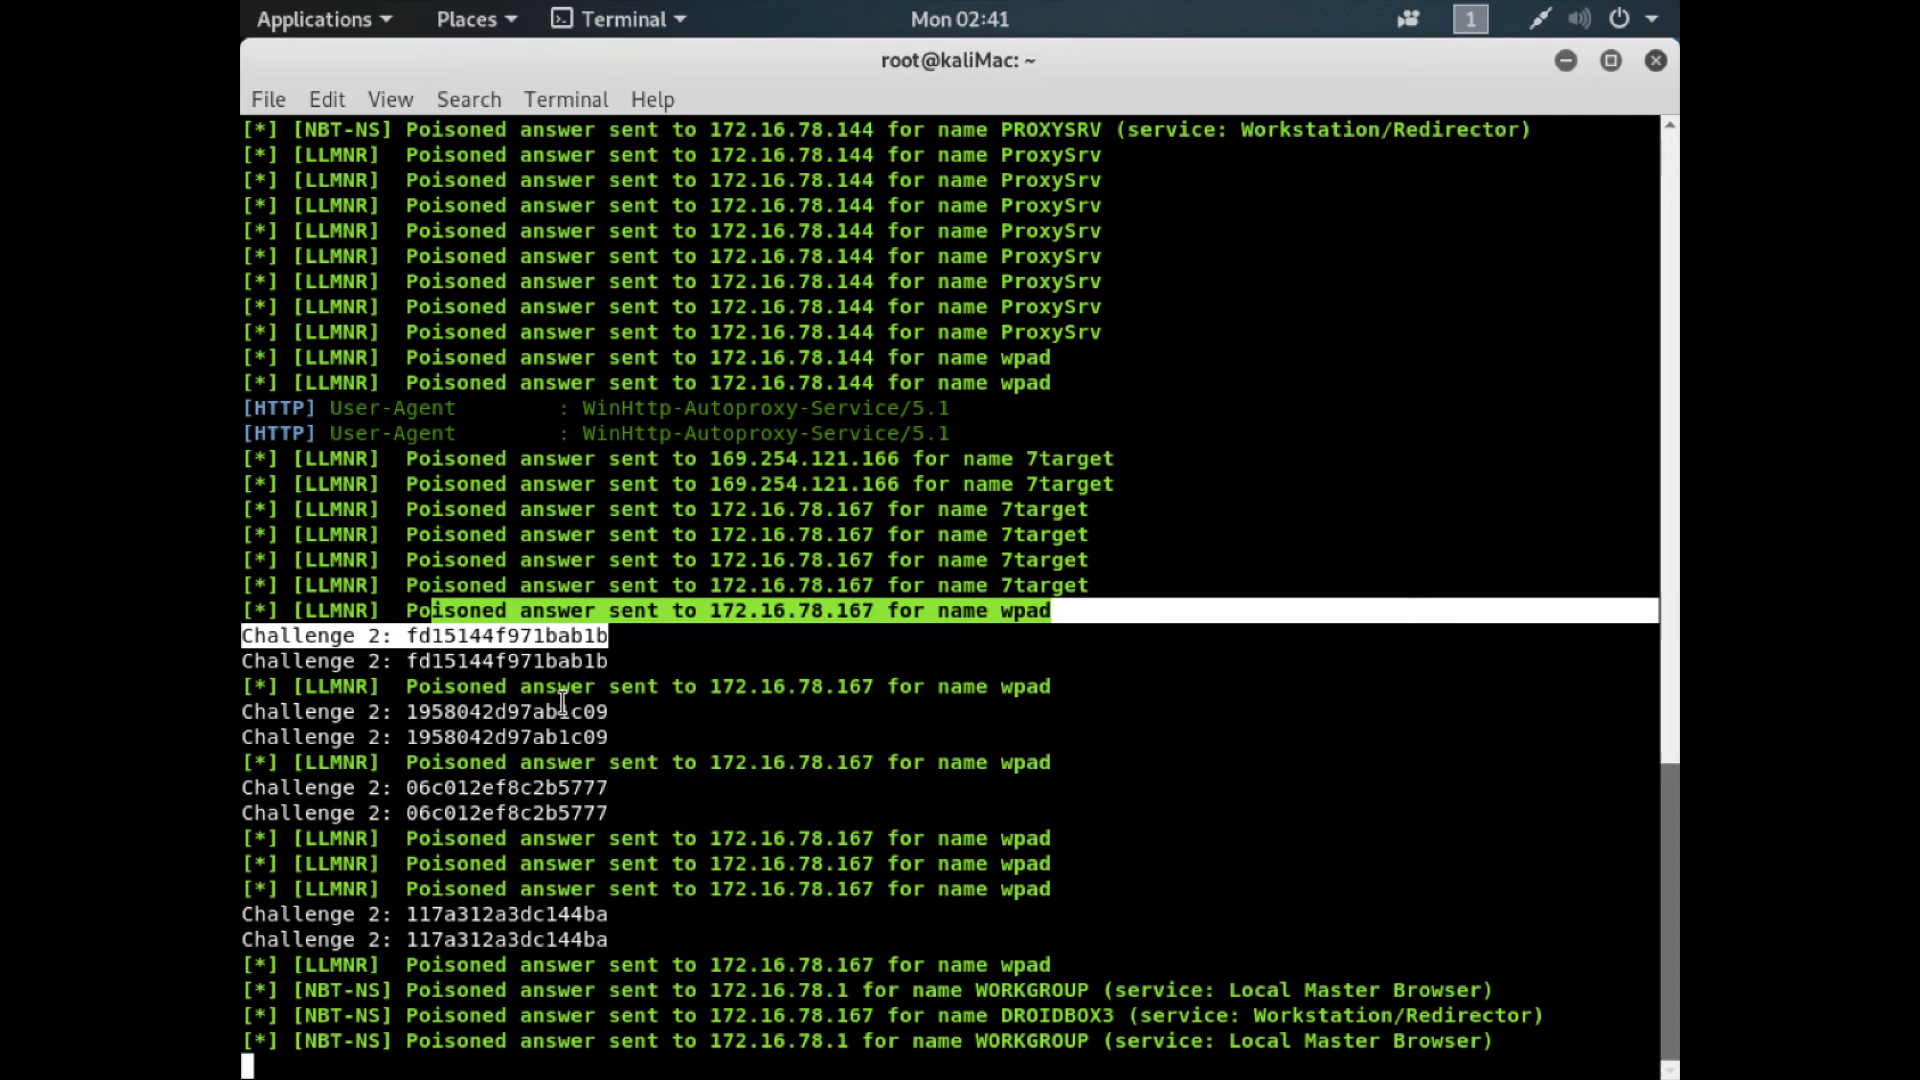 Applications Places Terminal Mon 02:41 1
root@kaliMac: ~
File Edit View Search Terminal Help
[*] [NBT-NS] Poisoned answer sent to 172.16.78.144 for name PROXYSRV (service: Workstation/Redirector)
[*] [LLMNR]  Poisoned answer sent to 172.16.78.144 for name ProxySrv
[*] [LLMNR]  Poisoned answer sent to 172.16.78.144 for name ProxySrv
[*] [LLMNR]  Poisoned answer sent to 172.16.78.144 for name ProxySrv
[*] [LLMNR]  Poisoned answer sent to 172.16.78.144 for name ProxySrv
[*] [LLMNR]  Poisoned answer sent to 172.16.78.144 for name ProxySrv
[*] [LLMNR]  Poisoned answer sent to 172.16.78.144 for name ProxySrv
[*] [LLMNR]  Poisoned answer sent to 172.16.78.144 for name ProxySrv
[*] [LLMNR]  Poisoned answer sent to 172.16.78.144 for name ProxySrv
[*] [LLMNR]  Poisoned answer sent to 172.16.78.144 for name wpad
[*] [LLMNR]  Poisoned answer sent to 172.16.78.144 for name wpad
[HTTP] User-Agent        : WinHttp-Autoproxy-Service/5.1
[HTTP] User-Agent        : WinHttp-Autoproxy-Service/5.1
[*] [LLMNR]  Poisoned answer sent to 169.254.121.166 for name 7target
[*] [LLMNR]  Poisoned answer sent to 169.254.121.166 for name 7target
[*] [LLMNR]  Poisoned answer sent to 172.16.78.167 for name 7target
[*] [LLMNR]  Poisoned answer sent to 172.16.78.167 for name 7target
[*] [LLMNR]  Poisoned answer sent to 172.16.78.167 for name 7target
[*] [LLMNR]  Poisoned answer sent to 172.16.78.167 for name 7target
[*] [LLMNR]  Poisoned answer sent to 172.16.78.167 for name wpad
Challenge 2: fd15144f971bab1b
Challenge 2: fd15144f971bab1b
[*] [LLMNR]  Poisoned answer sent to 172.16.78.167 for name wpad
Challenge 2: 1958042d97ab1c09
Challenge 2: 1958042d97ab1c09
[*] [LLMNR]  Poisoned answer sent to 172.16.78.167 for name wpad
Challenge 2: 06c012ef8c2b5777
Challenge 2: 06c012ef8c2b5777
[*] [LLMNR]  Poisoned answer sent to 172.16.78.167 for name wpad
[*] [LLMNR]  Poisoned answer sent to 172.16.78.167 for name wpad
[*] [LLMNR]  Poisoned answer sent to 172.16.78.167 for name wpad
Challenge 2: 117a312a3dc144ba
Challenge 2: 117a312a3dc144ba
[*] [LLMNR]  Poisoned answer sent to 172.16.78.167 for name wpad
[*] [NBT-NS] Poisoned answer sent to 172.16.78.1 for name WORKGROUP (service: Local Master Browser)
[*] [NBT-NS] Poisoned answer sent to 172.16.78.167 for name DROIDBOX3 (service: Workstation/Redirector)
[*] [NBT-NS] Poisoned answer sent to 172.16.78.1 for name WORKGROUP (service: Local Master Browser)